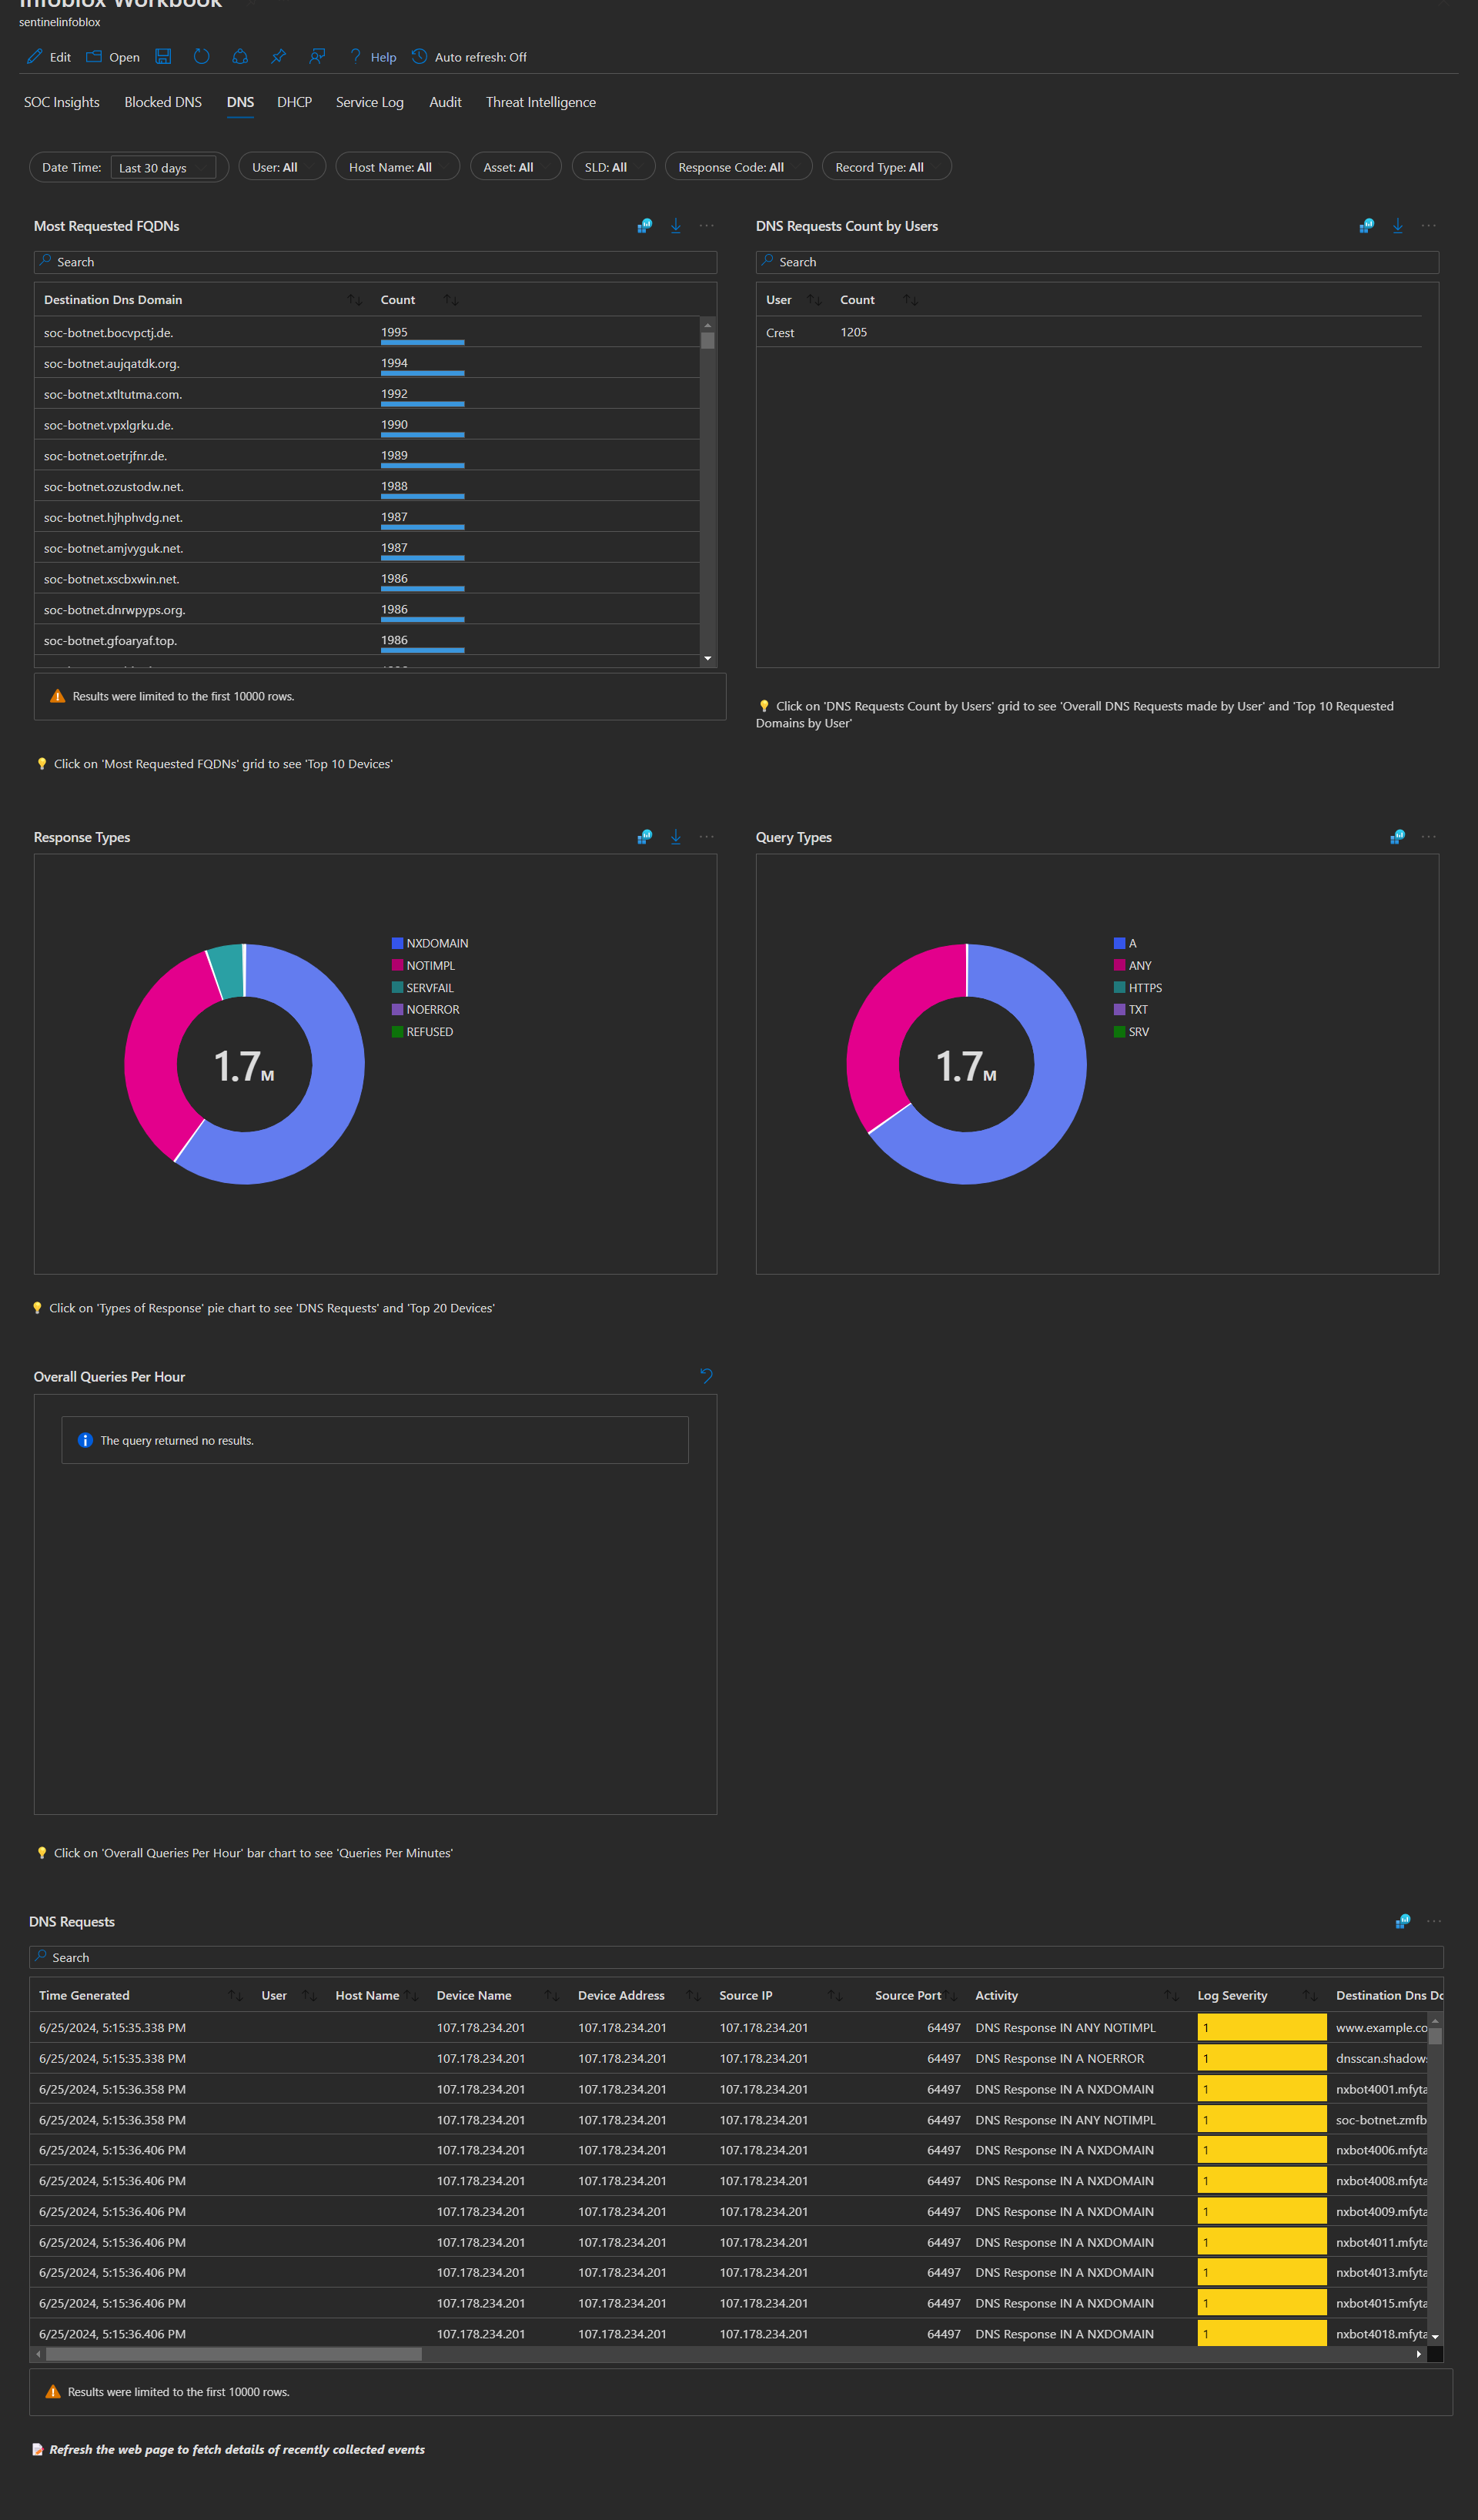 Infoblox Workbook
sentinelinfoblox
Edit Open Help Auto refresh: Off
SOC Insights Blocked DNS DNS DHCP Service Log Audit Threat Intelligence
Date Time: Last 30 days User: All Host Name: All Asset: All SLD: All Response Code: All Record Type: All
Most Requested FQDNs
Search
Destination Dns Domain Count
soc-botnet.bocvpctj.de. 1995
soc-botnet.aujqatdk.org. 1994
soc-botnet.xtltutma.com. 1992
soc-botnet.vpxlgrku.de. 1990
soc-botnet.oetrjfnr.de. 1989
soc-botnet.ozustodw.net. 1988
soc-botnet.hjhphvdg.net. 1987
soc-botnet.amjvyguk.net. 1987
soc-botnet.xscbxwin.net. 1986
soc-botnet.dnrwpyps.org. 1986
soc-botnet.gfoaryaf.top. 1986
Results were limited to the first 10000 rows.
Click on 'Most Requested FQDNs' grid to see 'Top 10 Devices'
DNS Requests Count by Users
Search
User Count
Crest 1205
Click on 'DNS Requests Count by Users' grid to see 'Overall DNS Requests made by User' and 'Top 10 Requested
Domains by User'
Response Types
1.7M
NXDOMAIN
NOTIMPL
SERVFAIL
NOERROR
REFUSED
Click on 'Types of Response' pie chart to see 'DNS Requests' and 'Top 20 Devices'
Query Types
1.7M
A
ANY
HTTPS
TXT
SRV
Overall Queries Per Hour
The query returned no results.
Click on 'Overall Queries Per Hour' bar chart to see 'Queries Per Minutes'
DNS Requests
Search
Time Generated User Host Name Device Name Device Address Source IP Source Port Activity Log Severity Destination Dns Do
6/25/2024, 5:15:35.338 PM 107.178.234.201 107.178.234.201 107.178.234.201 64497 DNS Response IN ANY NOTIMPL 1 www.example.co
6/25/2024, 5:15:35.338 PM 107.178.234.201 107.178.234.201 107.178.234.201 64497 DNS Response IN A NOERROR 1 dnsscan.shadows
6/25/2024, 5:15:36.358 PM 107.178.234.201 107.178.234.201 107.178.234.201 64497 DNS Response IN A NXDOMAIN 1 nxbot4001.mfyta
6/25/2024, 5:15:36.358 PM 107.178.234.201 107.178.234.201 107.178.234.201 64497 DNS Response IN ANY NOTIMPL 1 soc-botnet.zmfb
6/25/2024, 5:15:36.406 PM 107.178.234.201 107.178.234.201 107.178.234.201 64497 DNS Response IN A NXDOMAIN 1 nxbot4006.mfyta
6/25/2024, 5:15:36.406 PM 107.178.234.201 107.178.234.201 107.178.234.201 64497 DNS Response IN A NXDOMAIN 1 nxbot4008.mfyta
6/25/2024, 5:15:36.406 PM 107.178.234.201 107.178.234.201 107.178.234.201 64497 DNS Response IN A NXDOMAIN 1 nxbot4009.mfyta
6/25/2024, 5:15:36.406 PM 107.178.234.201 107.178.234.201 107.178.234.201 64497 DNS Response IN A NXDOMAIN 1 nxbot4011.mfyta
6/25/2024, 5:15:36.406 PM 107.178.234.201 107.178.234.201 107.178.234.201 64497 DNS Response IN A NXDOMAIN 1 nxbot4013.mfyta
6/25/2024, 5:15:36.406 PM 107.178.234.201 107.178.234.201 107.178.234.201 64497 DNS Response IN A NXDOMAIN 1 nxbot4015.mfyta
6/25/2024, 5:15:36.406 PM 107.178.234.201 107.178.234.201 107.178.234.201 64497 DNS Response IN A NXDOMAIN 1 nxbot4018.mfyta
Results were limited to the first 10000 rows.
Refresh the web page to fetch details of recently collected events